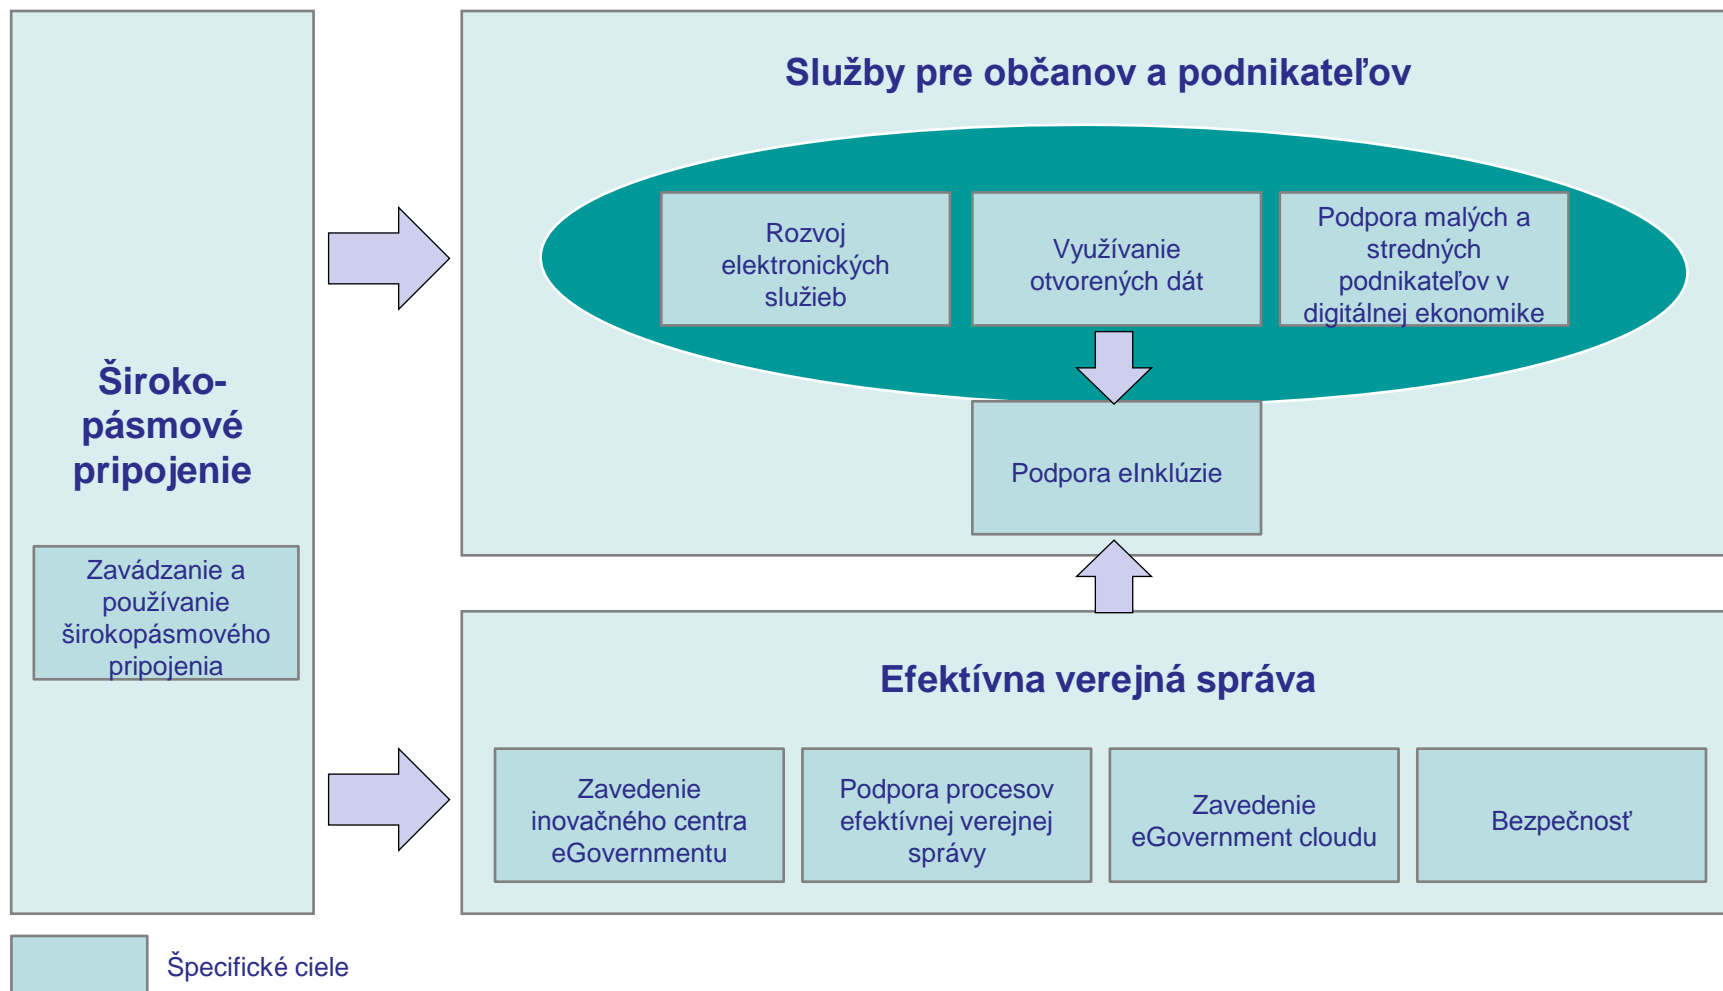 Široko-
pásmové
pripojenie
Zavádzanie a
používanie
širokopásmového
pripojenia
Služby pre občanov a podnikateľov
Rozvoj
elektronických
služieb
Využívanie
otvorených dát
Podpora malých a
stredných
podnikateľov v
digitálnej ekonomike
Podpora eInklúzie
Efektívna verejná správa
Zavedenie
inovačného centra
eGovernmentu
Podpora procesov
efektívnej verejnej
správy
Zavedenie
eGovernment cloudu
Bezpečnosť
Špecifické ciele